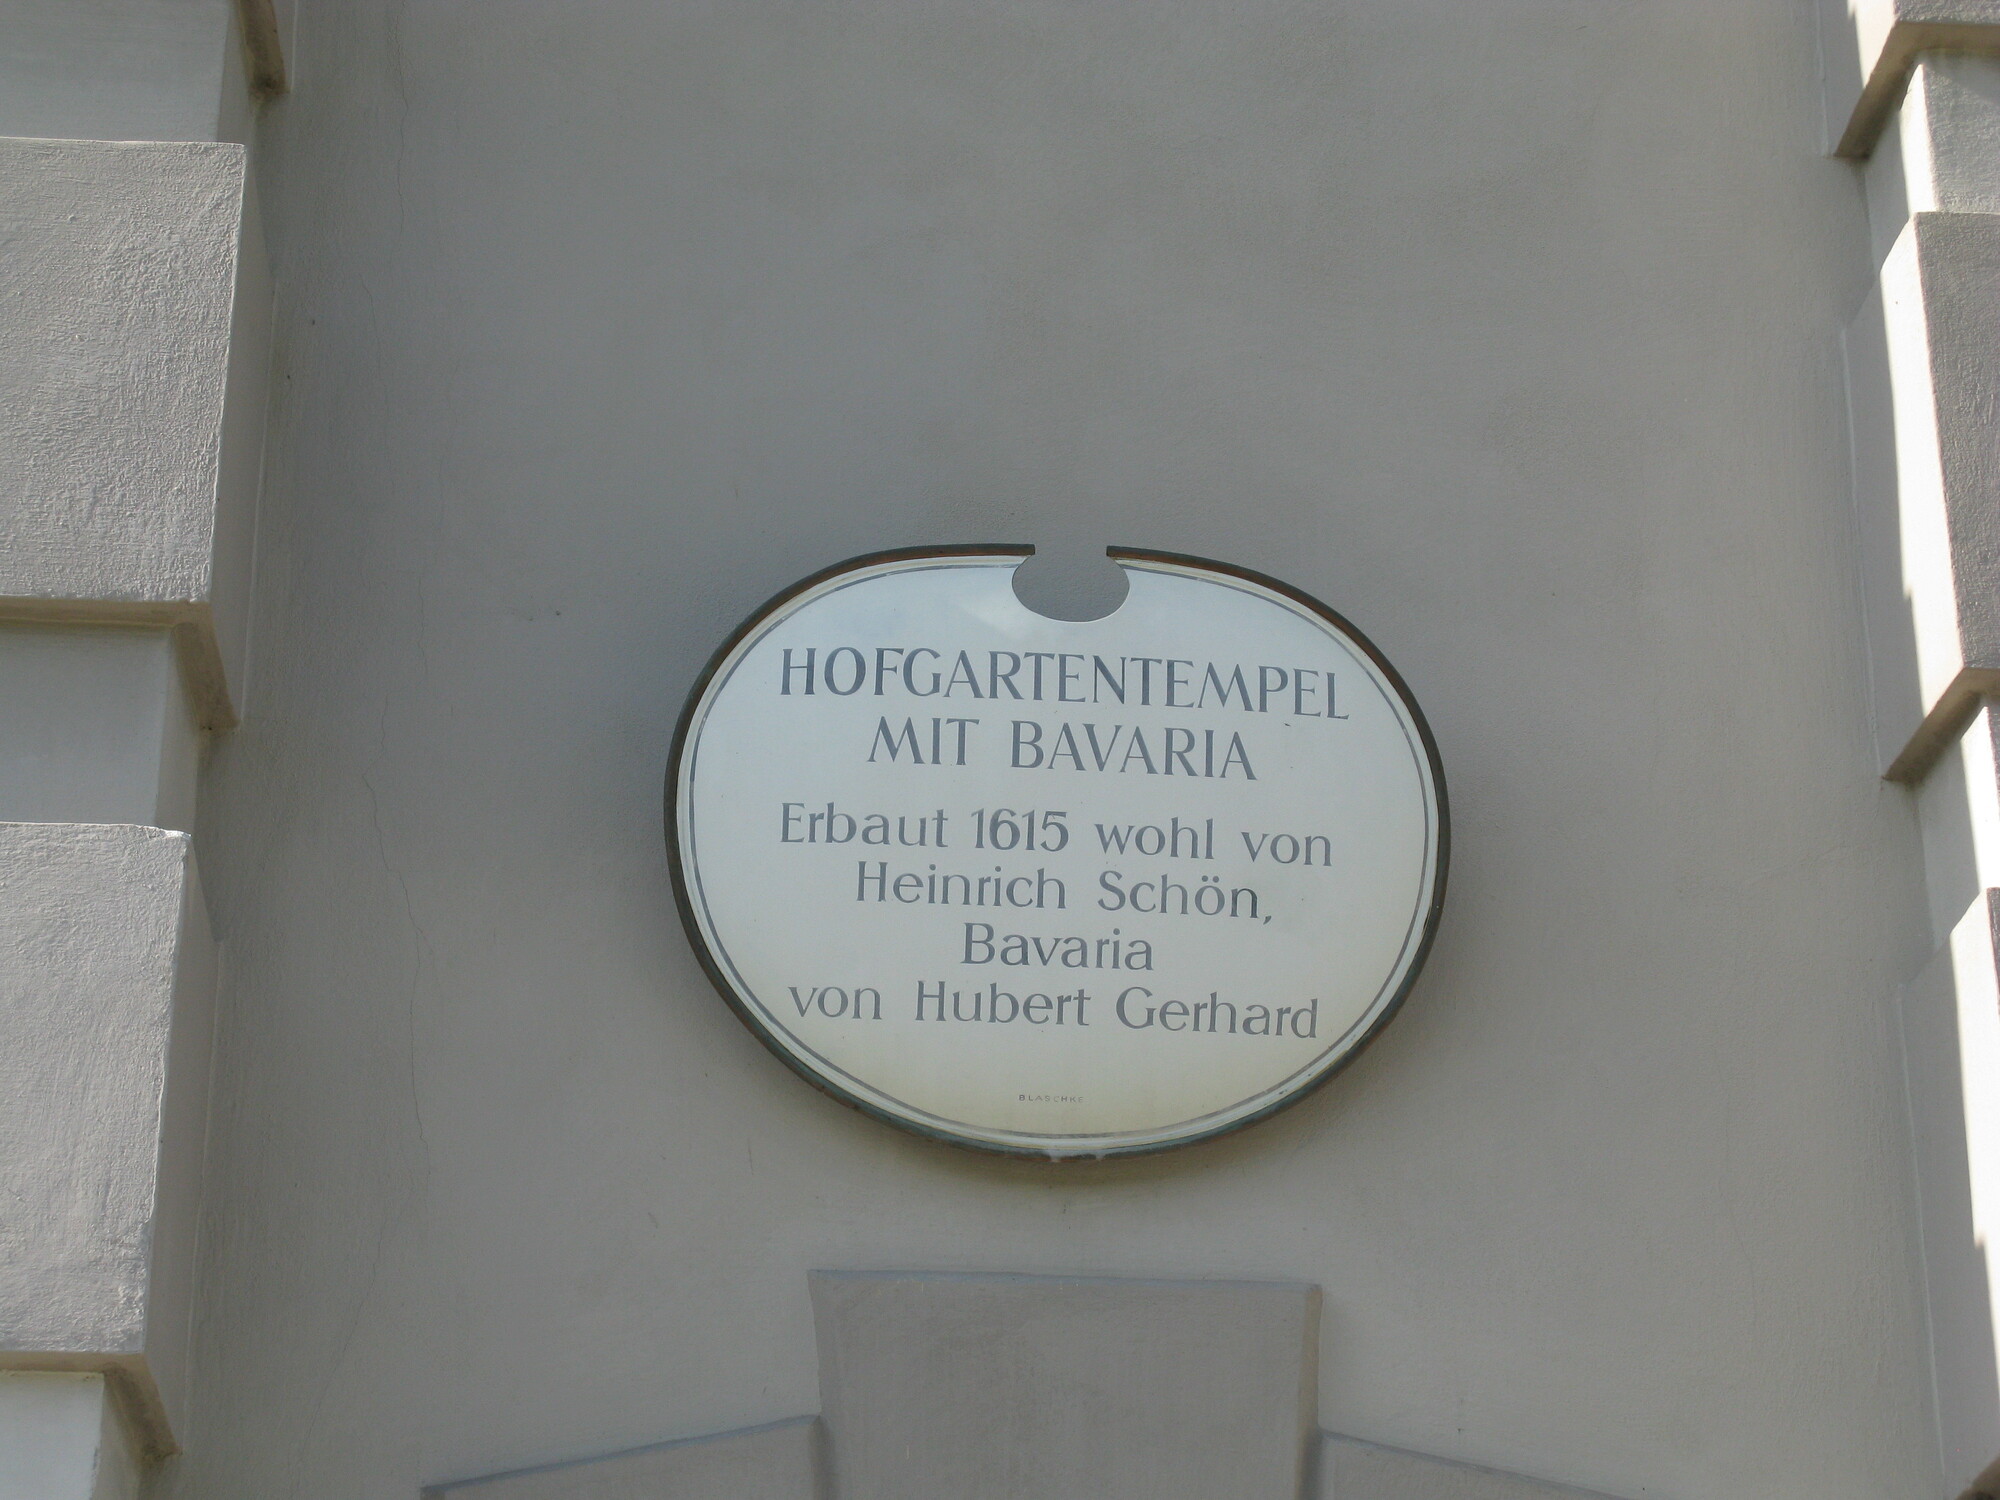 HOFGARTENTEMPEL
MIT BAVARIA
Erbaut 1615 wohl von
Heinrich Schön,
Bavaria
von Hubert Gerhard
BLASCHKE